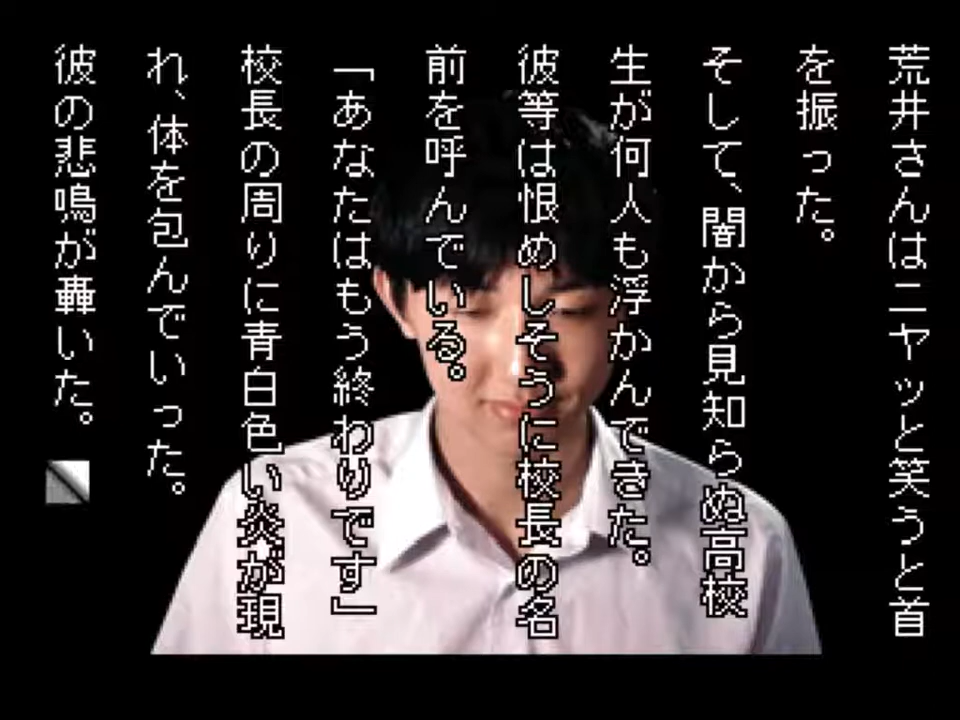 荒井さんはニヤッと笑うと首
を振った。
そして、闇から見知らぬ高校
生が何人も浮かんできた。
彼等は恨めしそうに校長の名
前を呼んでいる。
「あなたはもう終わりです」
校長の周りに青白色い炎が現
れ、体を包んでいった。
彼の悲鳴が轟いた。